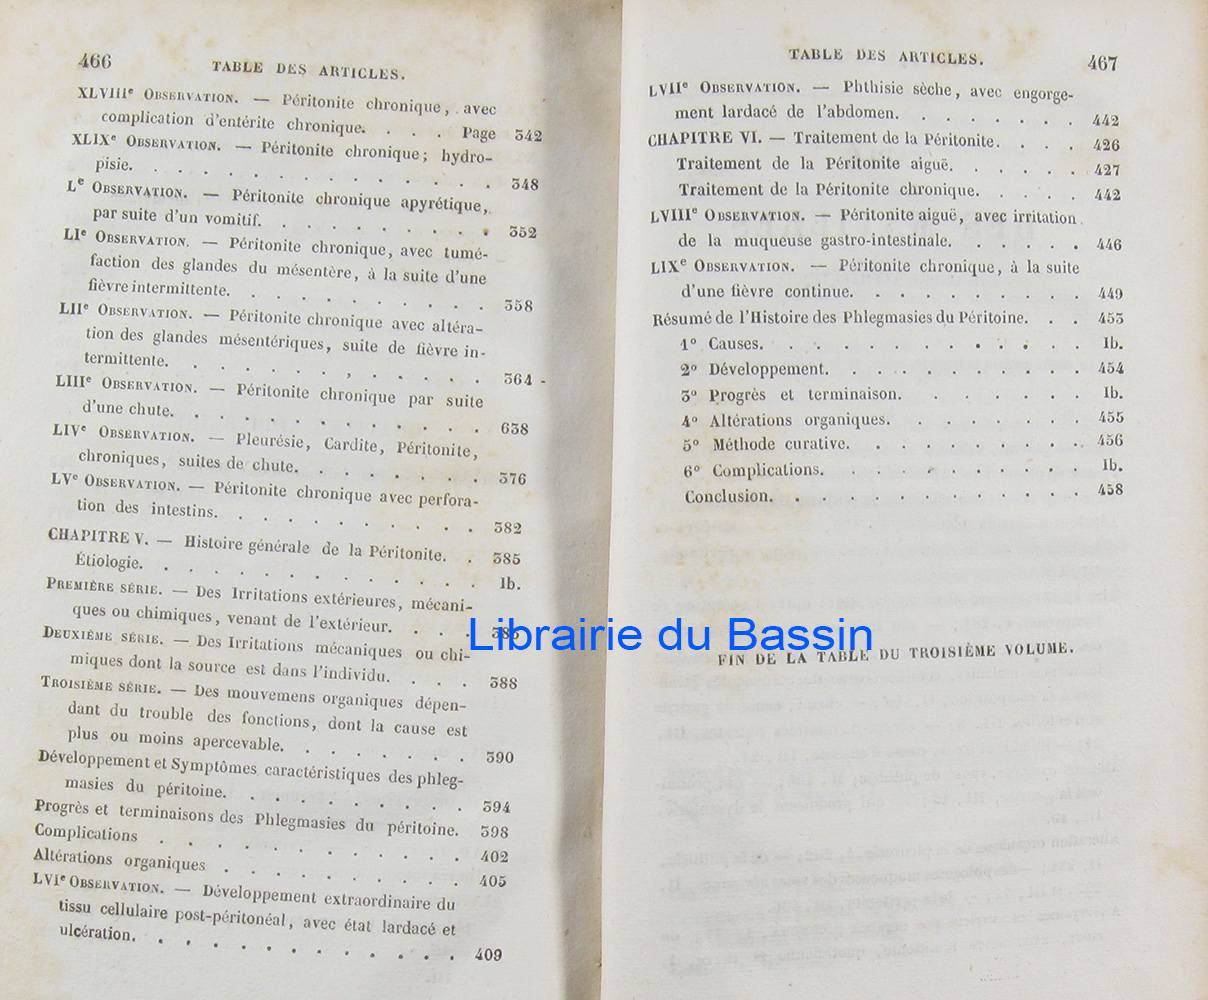 466
TABLE DES ARTICLES.
XLVIIIe OBSERVATION. — Péritonite chronique, avec
complication d'entérite chronique. . . . Page 342
XLIXe OBSERVATION. — Péritonite chronique; hydro-
pisie. . . . . . . . . . . . . . . 348
Le OBSERVATION. — Péritonite chronique apyrétique,
par suite d'un vomitif. . . . . . . . . . 352
LIe OBSERVATION. — Péritonite chronique, avec tumé-
faction des glandes du mésentère, à la suite d'une
fièvre intermittente. . . . . . . . . . . 358
LIIe OBSERVATION. — Péritonite chronique avec altéra-
tion des glandes mésentériques, suite de fièvre in-
termittente. . . . . . . . . . . . . . 364
LIIIe OBSERVATION. — Péritonite chronique par suite
d'une chute. . . . . . . . . . . . . . 638
LIVe OBSERVATION. — Pleurésie, Cardite, Péritonite,
chroniques, suites de chute. . . . . . . . 376
LVe OBSERVATION. — Péritonite chronique avec perfora-
tion des intestins. . . . . . . . . . . . 382
CHAPITRE V. — Histoire générale de la Péritonite. . 385
Étiologie. . . . . . . . . . . . . . . Ib.
PREMIÈRE SÉRIE. — Des Irritations extérieures, mécani-
ques ou chimiques, venant de l'extérieur. . . . 385
DEUXIÈME SÉRIE. — Des Irritations mécaniques ou chi-
miques dont la source est dans l'individu. . . . 388
TROISIÈME SÉRIE. — Des mouvemens organiques dépen-
dant du trouble des fonctions, dont la cause est
plus ou moins apercevable. . . . . . . . 390
Développement et Symptômes caractéristiques des phleg-
masies du péritoine. . . . . . . . . . . 394
Progrès et terminaisons des Phlegmasies du péritoine. 398
Complications . . . . . . . . . . . . . 402
Altérations organiques . . . . . . . . . . 405
LVIe OBSERVATION. — Développement extraordinaire du
tissu cellulaire post-péritonéal, avec état lardacé et
ulcération. . . . . . . . . . . . . . 409
TABLE DES ARTICLES.
467
LVIIe OBSERVATION. — Phthisie sèche, avec engorge-
ment lardacé de l'abdomen. . . . . . . . 442
CHAPITRE VI. — Traitement de la Péritonite. . . . 426
Traitement de la Péritonite aiguë. . . . . . 427
Traitement de la Péritonite chronique. . . . . 442
LVIIIe OBSERVATION. — Péritonite aiguë, avec irritation
de la muqueuse gastro-intestinale. . . . . . 446
LIXe OBSERVATION. — Péritonite chronique, à la suite
d'une fièvre continue. . . . . . . . . . 449
Résumé de l'Histoire des Phlegmasies du Péritoine. . . 453
1o Causes. . . . . . . . . . . . . . Ib.
2o Développement. . . . . . . . . . . 454
3o Progrès et terminaison. . . . . . . . Ib.
4o Altérations organiques. . . . . . . . 455
5o Méthode curative. . . . . . . . . . 456
6o Complications. . . . . . . . . . . Ib.
Conclusion. . . . . . . . . . . . . . 458
Librairie du Bassin
FIN DE LA TABLE DU TROISIÈME VOLUME.